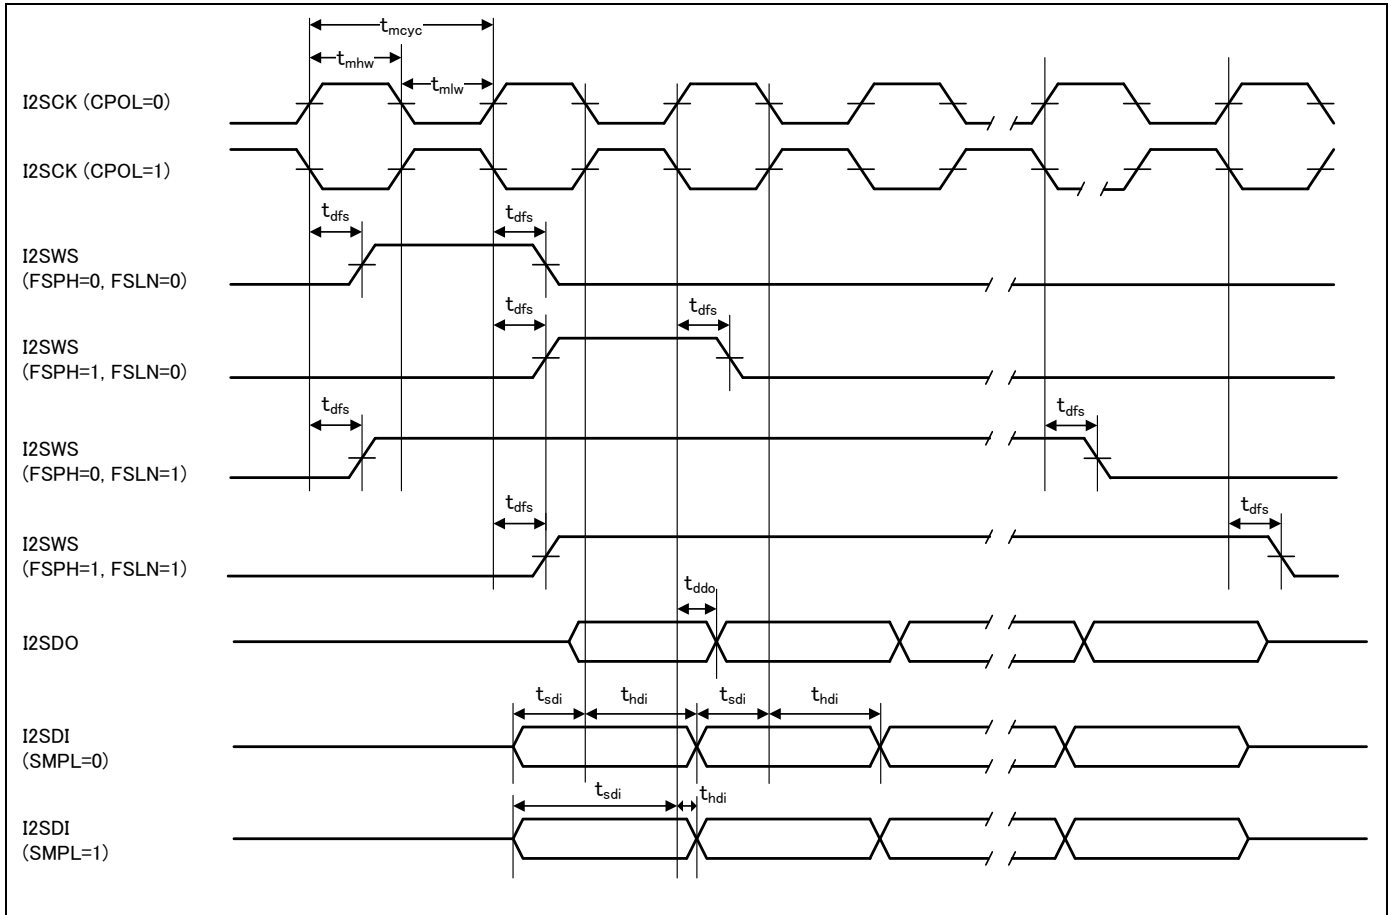 tmcyc
tmhw
tmlw
I2SCK (CPOL=0)
I2SCK (CPOL=1)
tdfs tdfs
I2SWS
(FSPH=0, FSLN=0)
tdfs tdfs
I2SWS
(FSPH=1, FSLN=0)
tdfs tdfs
I2SWS
(FSPH=0, FSLN=1)
tdfs tdfs
I2SWS
(FSPH=1, FSLN=1)
tddo
I2SDO
tsdi thdi tsdi thdi
I2SDI
(SMPL=0)
tsdi thdi
I2SDI
(SMPL=1)